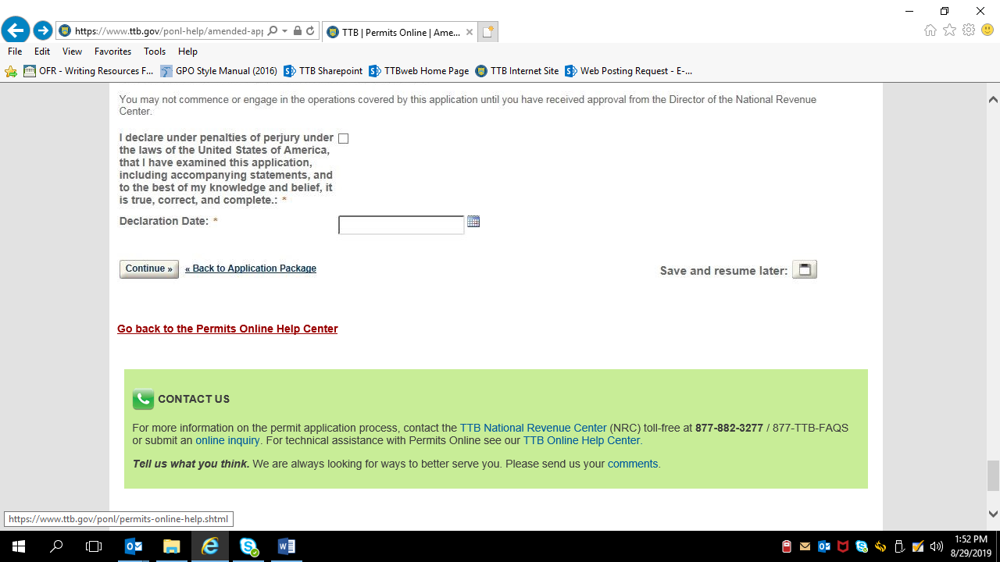 https://www.ttb.gov/ponl-help/amended-app
TTB | Permits Online | Ame...
File Edit View Favorites Tools Help
OFR - Writing Resources F... GPO Style Manual (2016) TTB Sharepoint TTBweb Home Page TTB Internet Site Web Posting Request - E-...
You may not commence or engage in the operations covered by this application until you have received approval from the Director of the National Revenue
Center.
I declare under penalties of perjury under
the laws of the United States of America,
that I have examined this application,
including accompanying statements, and
to the best of my knowledge and belief, it
is true, correct, and complete.: *
Declaration Date: *
Continue » « Back to Application Package Save and resume later:
Go back to the Permits Online Help Center
CONTACT US
For more information on the permit application process, contact the TTB National Revenue Center (NRC) toll-free at 877-882-3277 / 877-TTB-FAQS
or submit an online inquiry. For technical assistance with Permits Online see our TTB Online Help Center.
Tell us what you think. We are always looking for ways to better serve you. Please send us your comments.
https://www.ttb.gov/ponl/permits-online-help.shtml
1:52 PM
8/29/2019